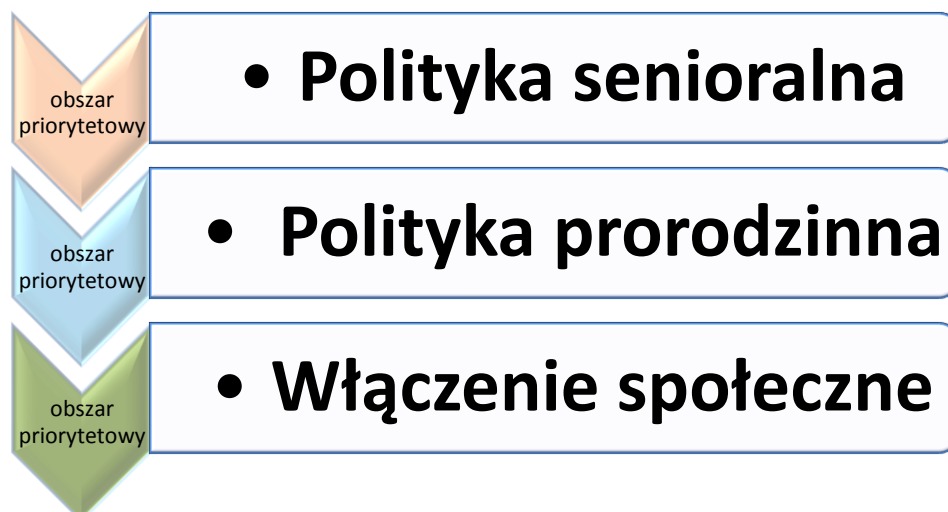 obszar
priorytetowy
• Polityka senioralna
obszar
priorytetowy
• Polityka prorodzinna
obszar
priorytetowy
• Włączenie społeczne